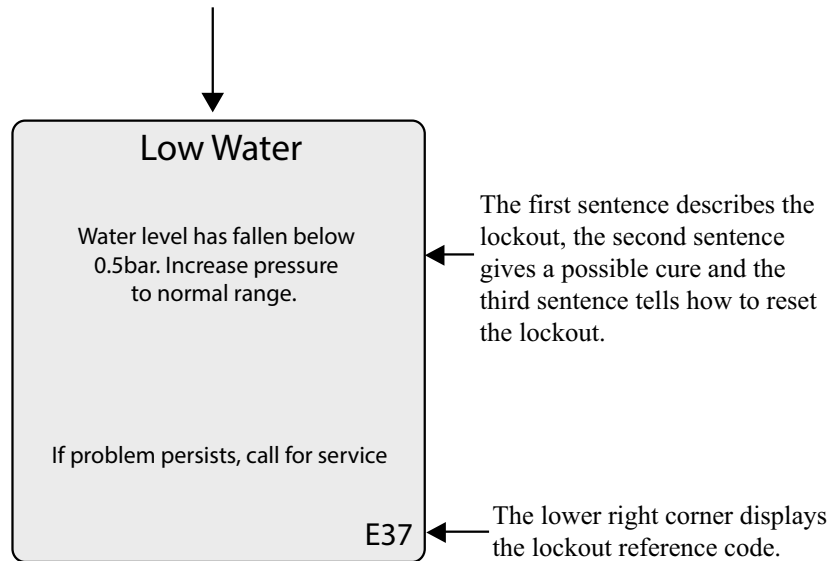 Low Water
Water level has fallen below
0.5bar. Increase pressure
to normal range.
The first sentence describes the
lockout, the second sentence
gives a possible cure and the
third sentence tells how to reset
the lockout.
If problem persists, call for service
E37
The lower right corner displays
the lockout reference code.